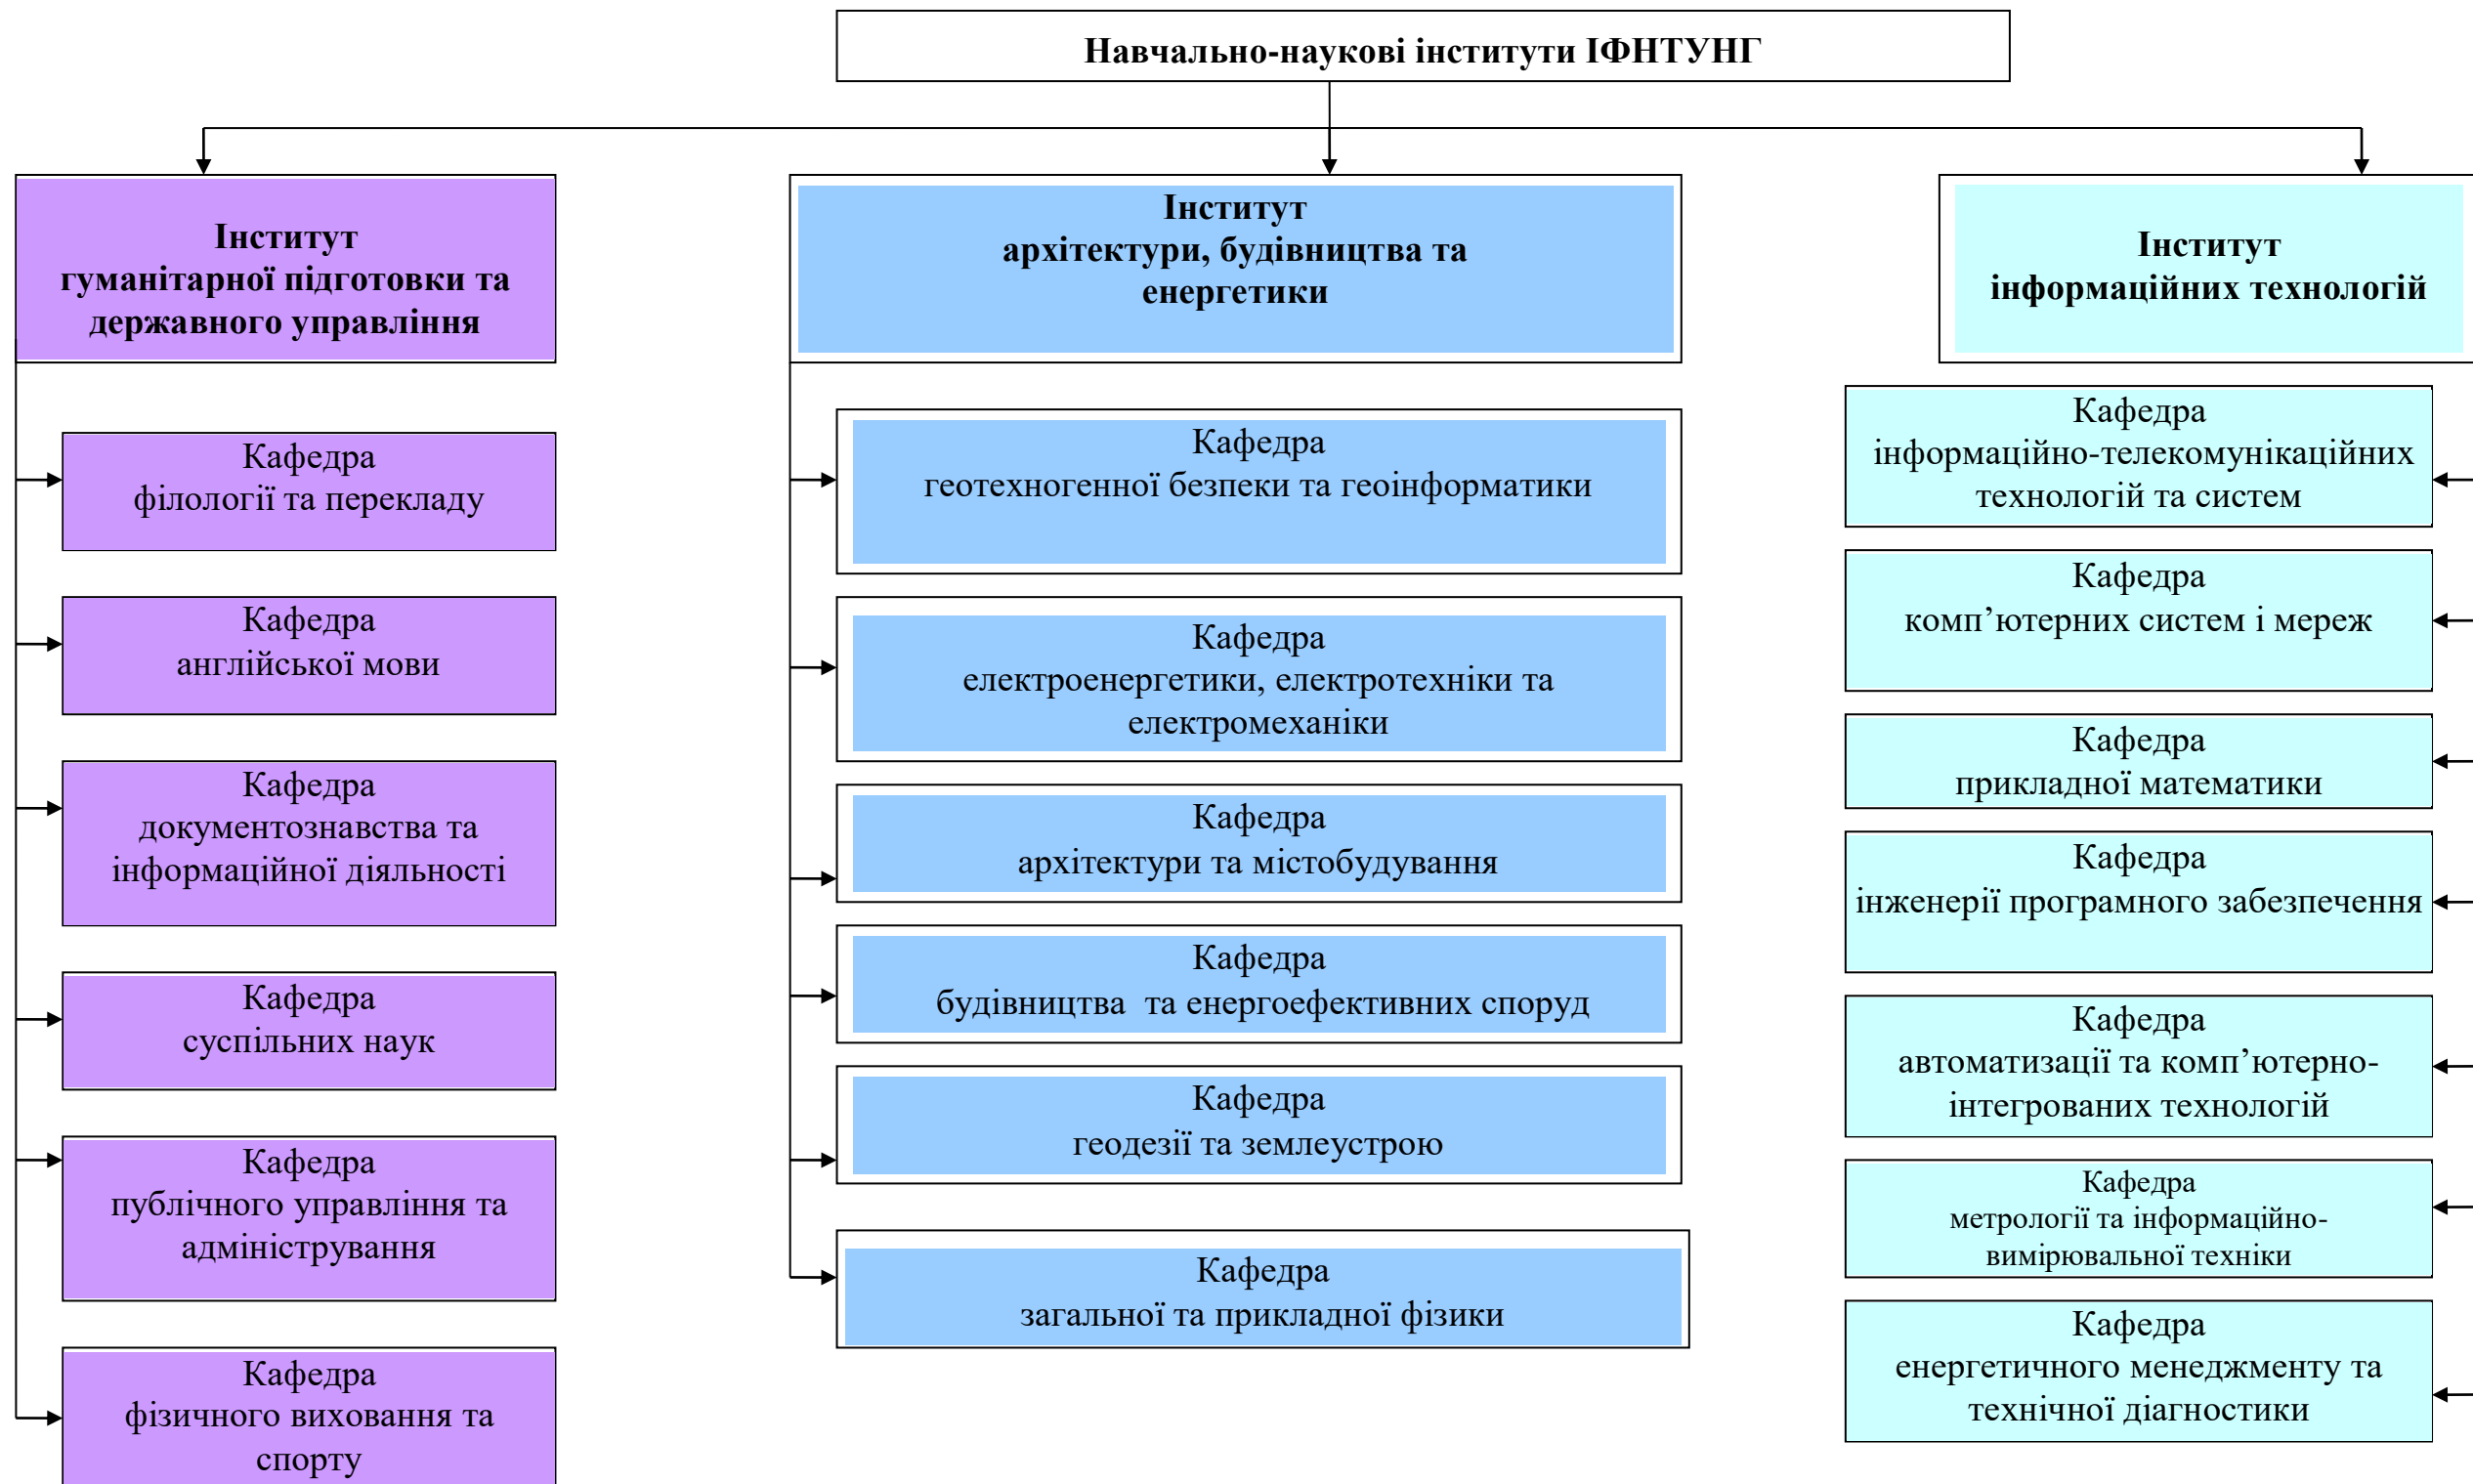 Навчально-наукові інститути ІФНТУНГ
Інститут
гуманітарної підготовки та
державного управління
Кафедра
філології та перекладу
Кафедра
англійської мови
Кафедра
документознавства та
інформаційної діяльності
Кафедра
суспільних наук
Кафедра
публічного управління та
адміністрування
Кафедра
фізичного виховання та
спорту
Інститут
архітектури, будівництва та
енергетики
Кафедра
геотехногенної безпеки та геоінформатики
Кафедра
електроенергетики, електротехніки та
електромеханіки
Кафедра
архітектури та містобудування
Кафедра
будівництва  та енергоефективних споруд
Кафедра
геодезії та землеустрою
Кафедра
загальної та прикладної фізики
Інститут
інформаційних технологій
Кафедра
інформаційно-телекомунікаційних
технологій та систем
Кафедра
комп’ютерних систем і мереж
Кафедра
прикладної математики
Кафедра
інженерії програмного забезпечення
Кафедра
автоматизації та комп’ютерно-
інтегрованих технологій
Кафедра
метрології та інформаційно-
вимірювальної техніки
Кафедра
енергетичного менеджменту та
технічної діагностики